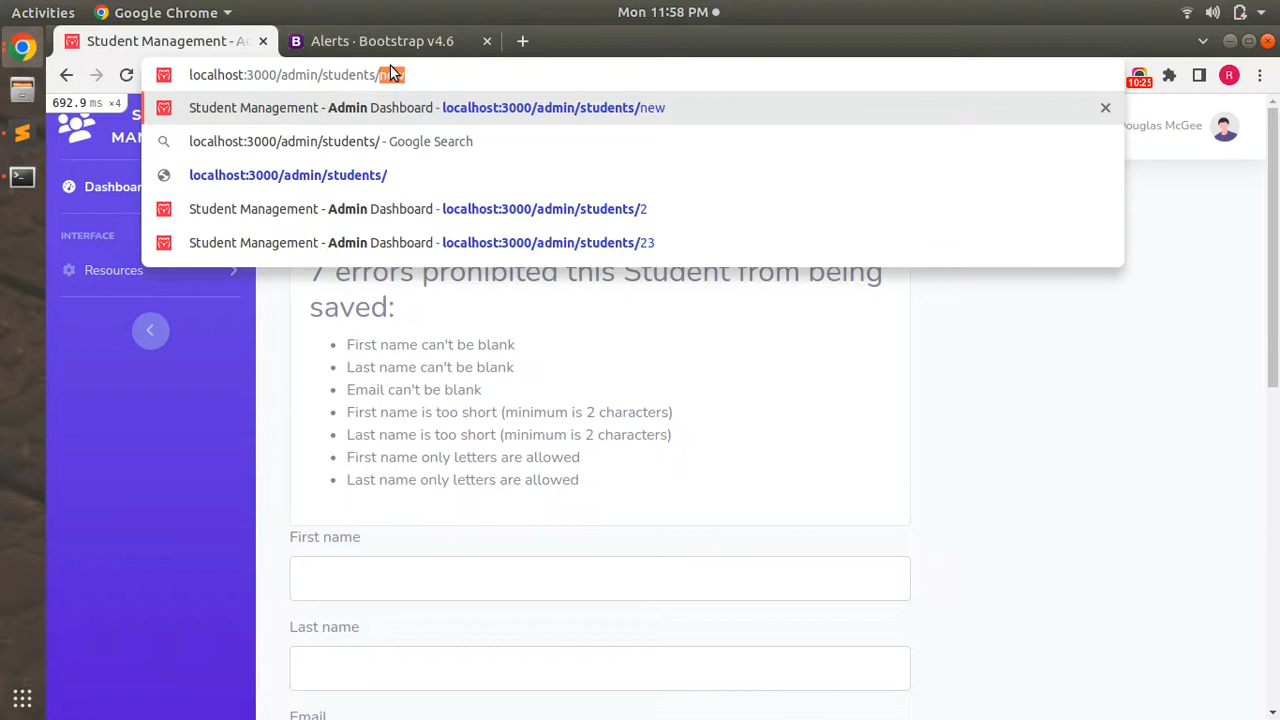 Activities Google Chrome Mon 11:58 PM
Student Management - Ac Alerts · Bootstrap v4.6
localhost:3000/admin/students/new
10:25 R
692.9 ms ×4
Student Management - Admin Dashboard - localhost:3000/admin/students/new
localhost:3000/admin/students/ - Google Search
localhost:3000/admin/students/
Student Management - Admin Dashboard - localhost:3000/admin/students/2
Student Management - Admin Dashboard - localhost:3000/admin/students/23
S
MAN
Douglas McGee
Dashboar
INTERFACE
Resources
7 errors prohibited this Student from being
saved:
First name can't be blank
Last name can't be blank
Email can't be blank
First name is too short (minimum is 2 characters)
Last name is too short (minimum is 2 characters)
First name only letters are allowed
Last name only letters are allowed
First name
Last name
Email